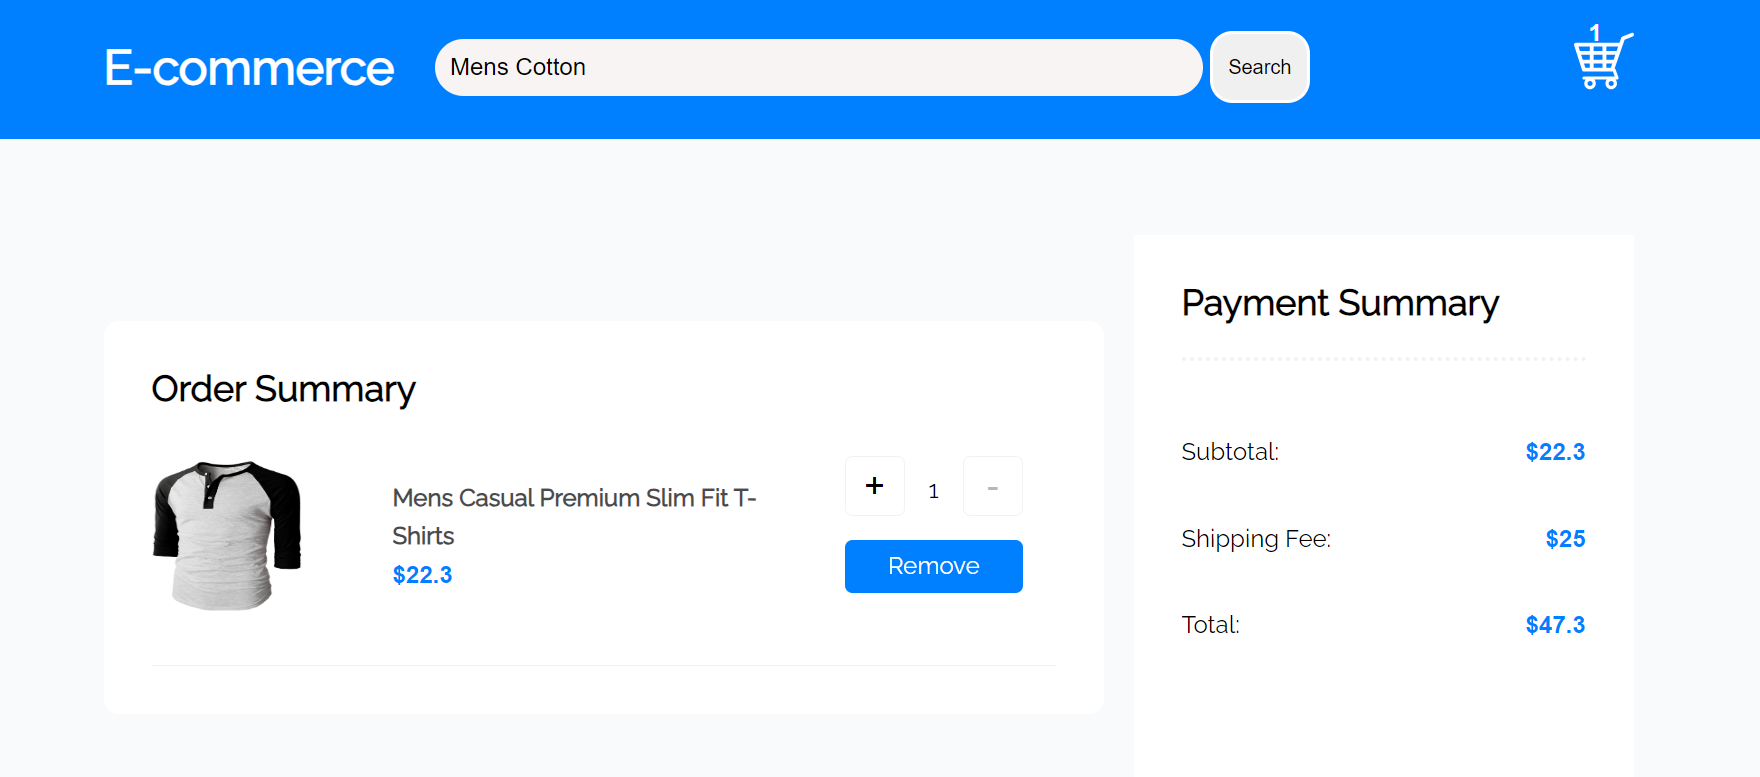 E-commerce
Mens Cotton
Search
1
Order Summary
Mens Casual Premium Slim Fit T-
Shirts
$22.3
+ 1 -
Remove
Payment Summary
Subtotal: $22.3
Shipping Fee: $25
Total: $47.3